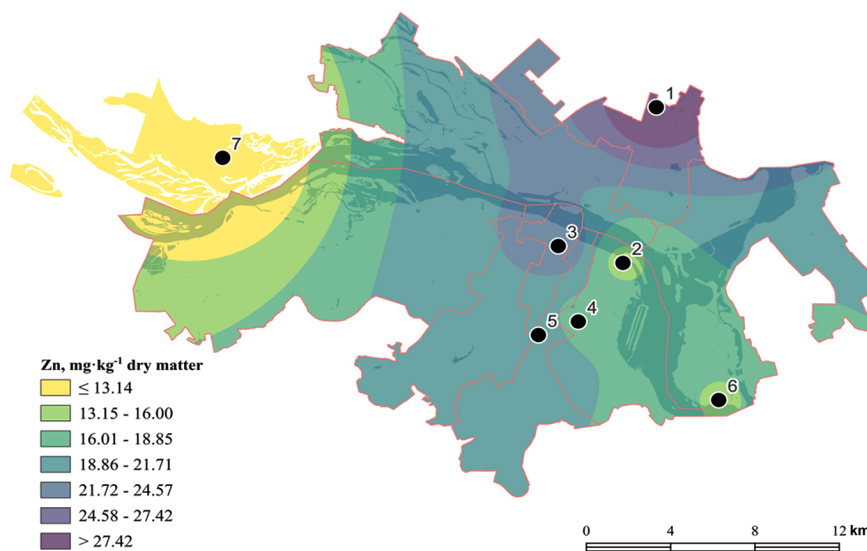 1
7
3
2
4
5
6
Zn, mg·kg⁻¹ dry matter
≤ 13.14
13.15 - 16.00
16.01 - 18.85
18.86 - 21.71
21.72 - 24.57
24.58 - 27.42
> 27.42
0 4 8 12 km